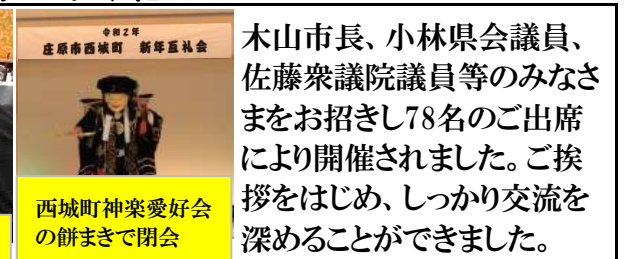 令和2年
庄原市西城町 新年互礼会
西城町神楽愛好会
の餅まきで閉会
木山市長、小林県会議員、
佐藤衆議院議員等のみなさ
まをお招きし78名のご出席
により開催されました。ご挨
拶をはじめ、しっかり交流を
深めることができました。